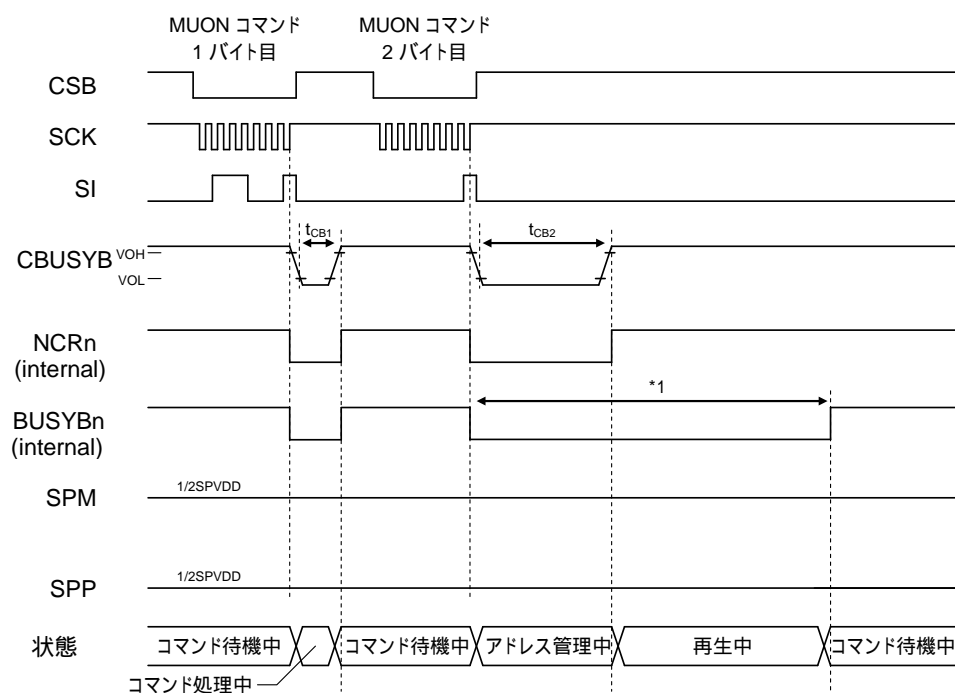 MUON コマンド
1 バイト目
MUON コマンド
2 バイト目
CSB
SCK
SI
CBUSYB
VOH
VOL
tCB1
tCB2
NCRn
(internal)
*1
BUSYBn
(internal)
SPM
1/2SPVDD
SPP
1/2SPVDD
状態
コマンド待機中
コマンド待機中
アドレス管理中
再生中
コマンド待機中
コマンド処理中